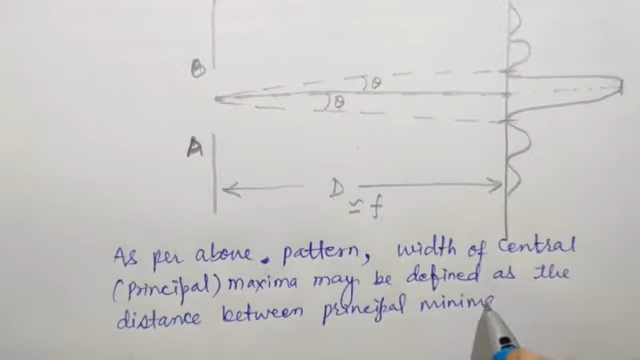 B
θ
θ
A
D
≃ f
As per above. pattern, width of central
(principal) maxima may be defined as the
distance between principal minima